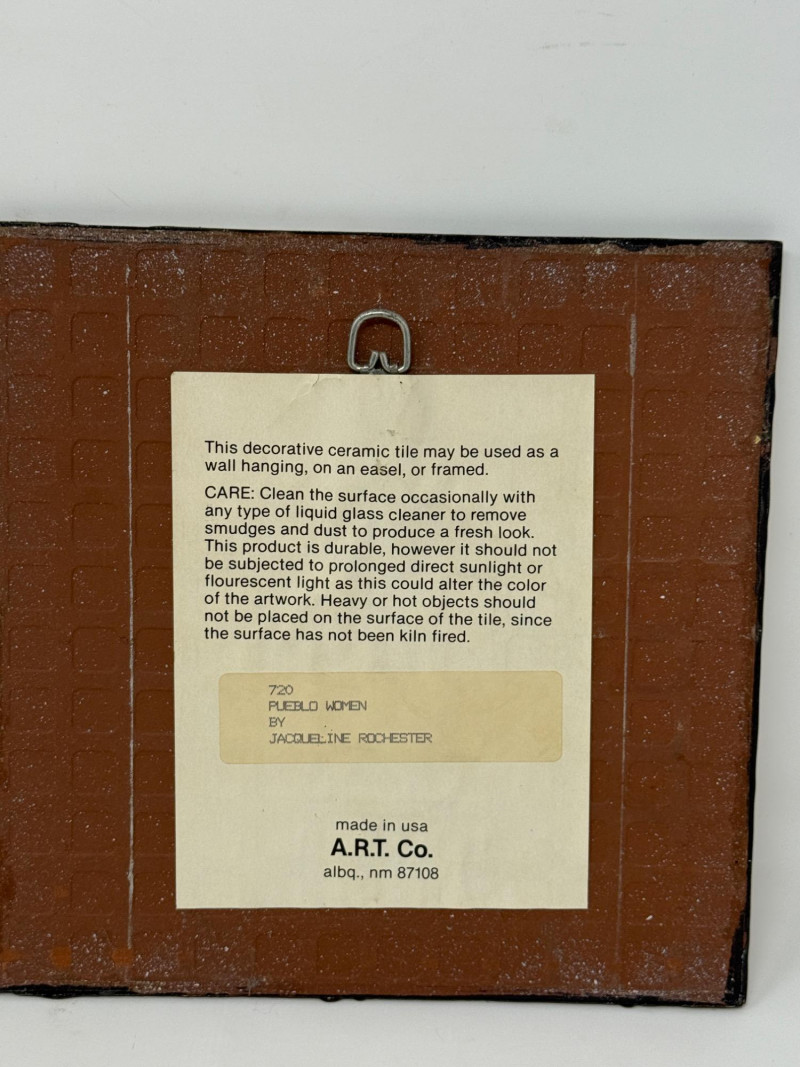 This decorative ceramic tile may be used as a
wall hanging, on an easel, or framed.
CARE: Clean the surface occasionally with
any type of liquid glass cleaner to remove
smudges and dust to produce a fresh look.
This product is durable, however it should not
be subjected to prolonged direct sunlight or
flourescent light as this could alter the color
of the artwork. Heavy or hot objects should
not be placed on the surface of the tile, since
the surface has not been kiln fired.
720
PUEBLO WOMEN
BY
JACQUELINE ROCHESTER
made in usa
A.R.T. Co.
albq., nm 87108